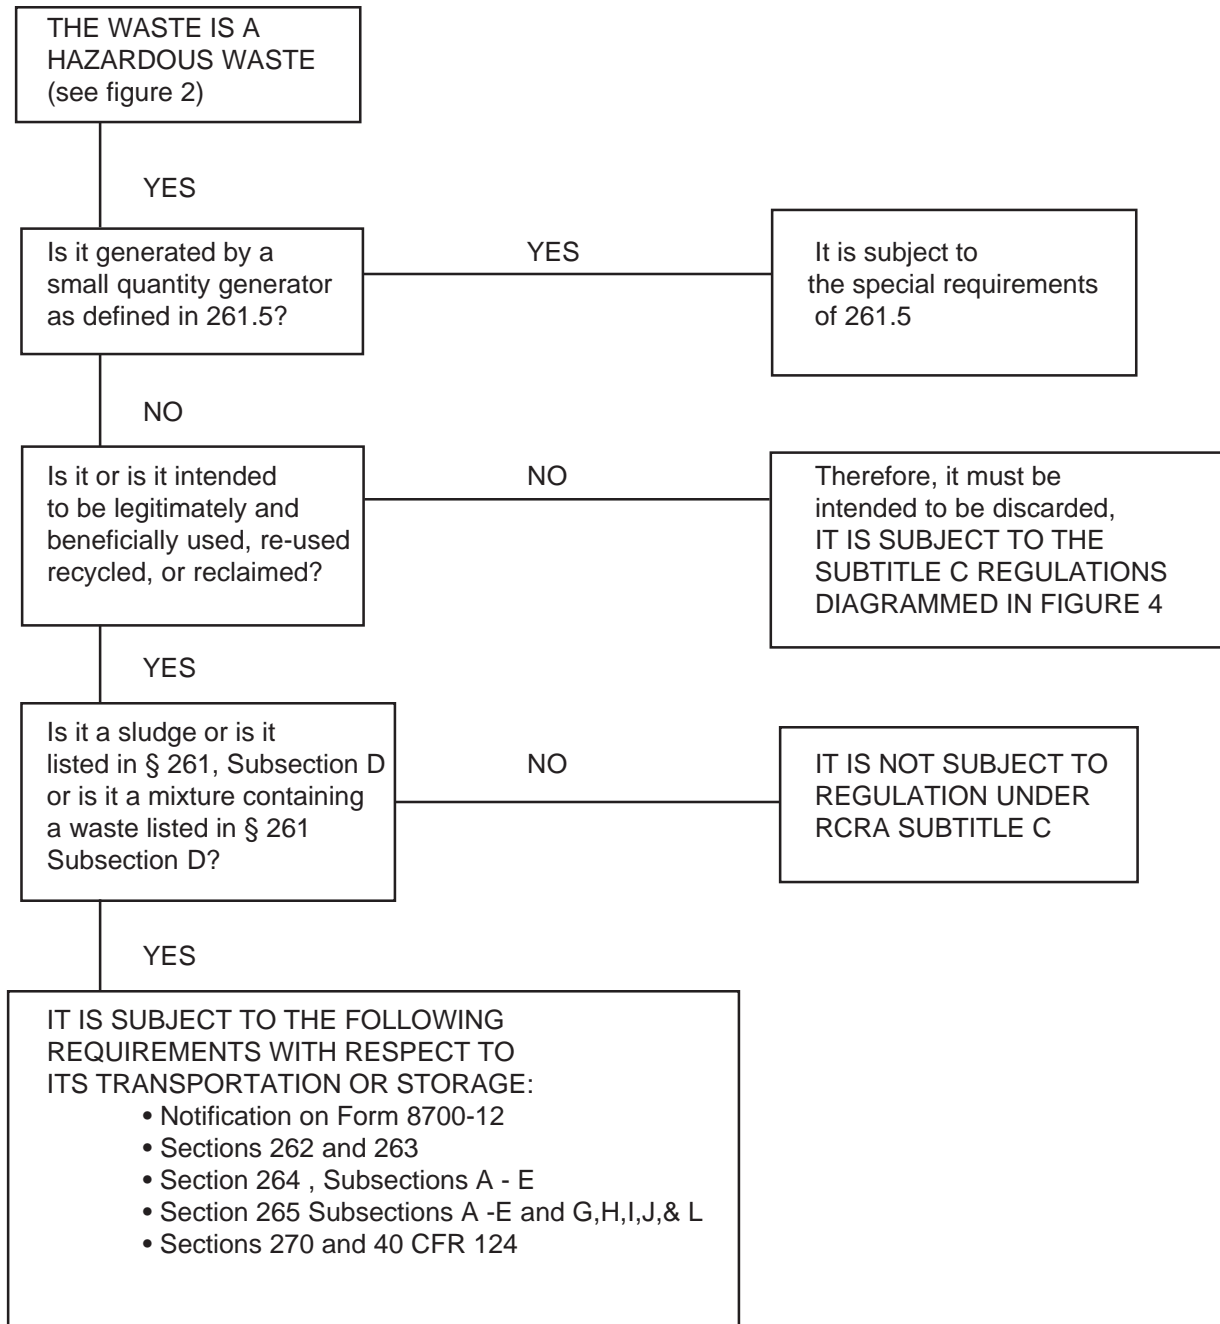 THE WASTE IS A
HAZARDOUS WASTE
(see figure 2)
YES
Is it generated by a
small quantity generator
as defined in 261.5?
YES
It is subject to
the special requirements
of 261.5
NO
Is it or is it intended
to be legitimately and
beneficially used, re-used
recycled, or reclaimed?
NO
Therefore, it must be
intended to be discarded,
IT IS SUBJECT TO THE
SUBTITLE C REGULATIONS
DIAGRAMMED IN FIGURE 4
YES
Is it a sludge or is it
listed in § 261, Subsection D
or is it a mixture containing
a waste listed in § 261
Subsection D?
NO
IT IS NOT SUBJECT TO
REGULATION UNDER
RCRA SUBTITLE C
YES
IT IS SUBJECT TO THE FOLLOWING
REQUIREMENTS WITH RESPECT TO
ITS TRANSPORTATION OR STORAGE:
• Notification on Form 8700-12
• Sections 262 and 263
• Section 264 , Subsections A - E
• Section 265 Subsections A -E and G,H,I,J,& L
• Sections 270 and 40 CFR 124